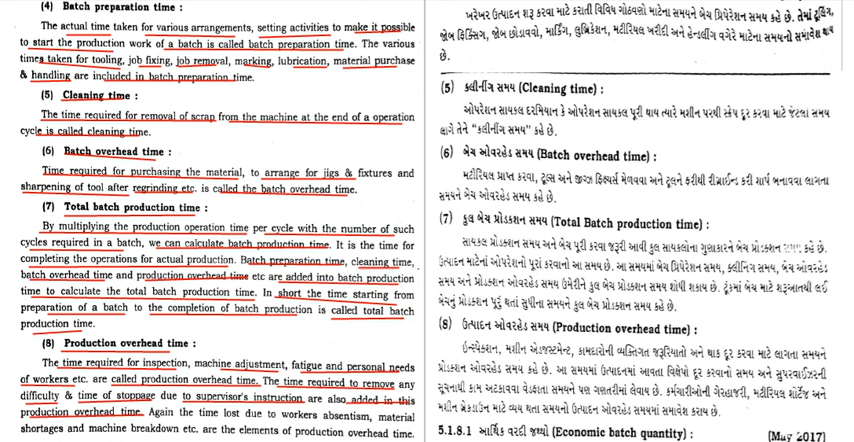 (4) Batch preparation time :
The actual time taken for various arrangements, setting activities to make it possible
to start the production work of a batch is called batch preparation time. The various
times taken for tooling, job fixing, job removal, marking, lubrication, material purchase
& handling are included in batch preparation time.
(5) Cleaning time :
The time required for removal of scrap from the machine at the end of a operation
cycle is called cleaning time.
(6) Batch overhead time :
Time required for purchasing the material, to arrange for jigs & fixtures and
sharpening of tool after regrinding etc. is called the batch overhead time.
(7) Total batch production time :
By multiplying the production operation time per cycle with the number of such
cycles required in a batch, we can calculate batch production time. It is the time for
completing the operations for actual production. Batch preparation time, cleaning time,
batch overhead time and production overhead time etc are added into batch production
time to calculate the total batch production time. In short the time starting from
preparation of a batch to the completion of batch production is called total batch
production time.
(8) Production overhead time :
The time required for inspection, machine adjustment, fatigue and personal needs
of workers etc. are called production overhead time. The time required to remove any
difficulty & time of stoppage due to supervisor's instruction are also added in this
production overhead time. Again the time lost due to workers absentism, material
shortages and machine breakdown etc. are the elements of production overhead time.
ખરેખર ઉત્પાદન શરૂ કરવા માટે કરાતી વિવિધ ગોઠવણો માટેના સમયને બેચ પ્રિપેરેશન સમય કહે છે. તેમાં ટૂલિંગ,
જોબ ફિક્સિંગ, જોબ છોડાવવો, માર્કિંગ, લુબ્રિકેશન, મટીરિયલ ખરીદી અને હેન્ડલીંગ વગેરે માટેના સમયનો સમાવેશ થાય
છે.
(5) ક્લીનીંગ સમય (Cleaning time) :
ઓપરેશન સાયકલ દરમિયાન કે ઓપરેશન સાયકલ પૂરી થાય ત્યારે મશીન પરથી સ્ક્રેપ દૂર કરવા માટે જેટલા સમય
લાગે તેને "ક્લીનીંગ સમય" કહે છે.
(6) બેચ ઓવરહેડ સમય (Batch overhead time) :
મટીરિયલ પ્રાપ્ત કરવા, ટૂલ્સ અને જીગ્ઝ ફિક્ષ્ચર્સ મેળવવા અને ટૂલને ફરીથી રીગ્રાઈન્ડ કરી શાર્પ બનાવવા લાગતા
સમયને બેચ ઓવરહેડ સમય કહે છે.
(7) કુલ બેચ પ્રોડક્શન સમય (Total Batch production time) :
સાયકલ પ્રોડક્શન સમય અને બેચ પૂરી કરવા જરૂરી આવી કુલ સાયકલોના ગુણાકારને બેચ પ્રોડક્શન સમય કહે છે.
ઉત્પાદન માટેનાં ઓપરેશનો પૂરાં કરવાનો આ સમય છે. આ સમયમાં બેચ પ્રિપેરેશન સમય, ક્લીનિંગ સમય, બેચ ઓવરહેડ
સમય અને પ્રોડક્શન ઓવરહેડ સમય ઉમેરીને કુલ બેચ પ્રોડક્શન સમય શોધી શકાય છે. ટૂંકમાં બેચ માટે શરૂઆતથી લઈ
બેચનું પ્રોડક્શન પૂરું થતાં સુધીના સમયને કુલ બેચ પ્રોડક્શન સમય કહે છે.
(8) ઉત્પાદન ઓવરહેડ સમય (Production overhead time) :
ઇન્સ્પેક્શન, મશીન એડજસ્ટમેન્ટ, કામદારોની વ્યક્તિગત જરૂરિયાતો અને થાક દૂર કરવા માટે લાગતા સમયને
પ્રોડક્શન ઓવરહેડ સમય કહે છે. આ સમયમાં ઉત્પાદનમાં આવતા વિક્ષેપો દૂર કરવાનો સમય અને સુપરવાઈઝરની
સૂચનાથી કામ અટકાવવા વેડફાતા સમયને પણ ગણતરીમાં લેવાય છે. કર્મચારીઓની ગેરહાજરી, મટીરિયલ શોર્ટેજ અને
મશીન બ્રેકડાઉન માટે વ્યય થતા સમયનો ઉત્પાદન ઓવરહેડ સમયમાં સમાવેશ કરાય છે.
5.1.8.1 આર્થિક વરદી જથ્થો (Economic batch quantity) : (May 2017)